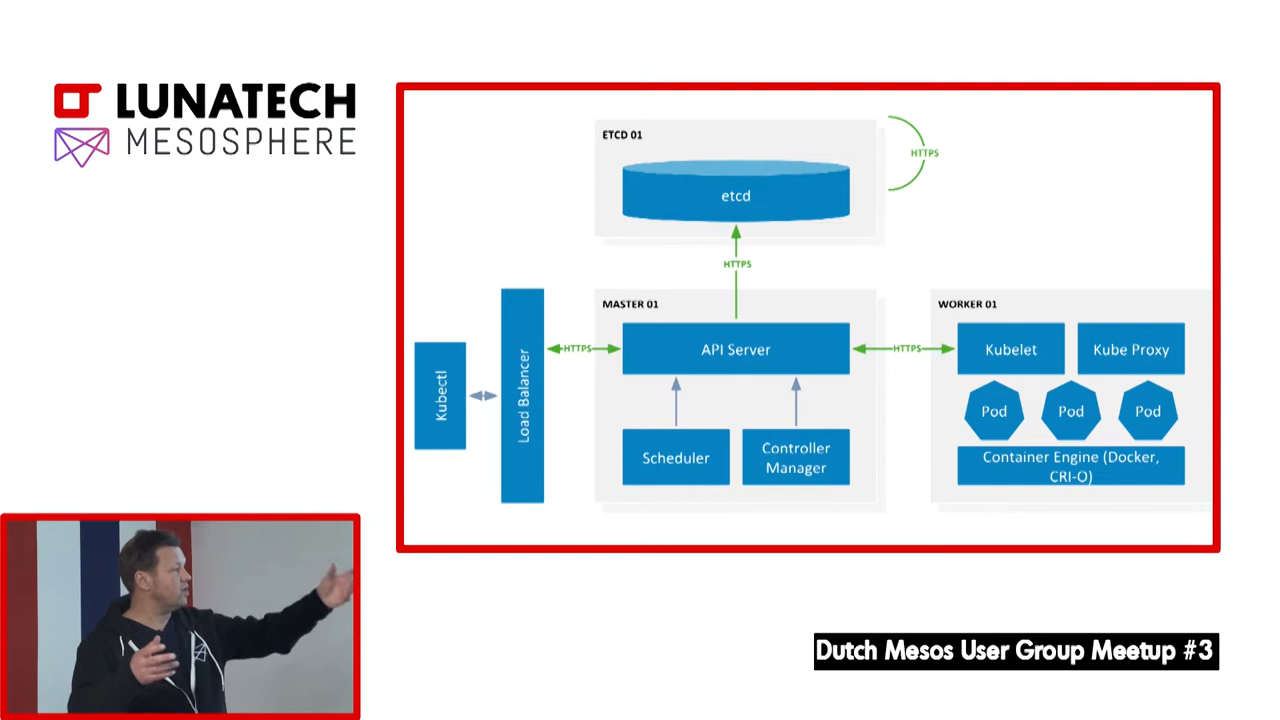 LUNATECH
MESOSPHERE
ETCD 01
etcd
HTTPS
HTTPS
MASTER 01
API Server
Scheduler
Controller
Manager
Kubectl
Load Balancer
HTTPS
HTTPS
WORKER 01
Kubelet
Kube Proxy
Pod
Pod
Pod
Container Engine (Docker,
CRI-O)
Dutch Mesos User Group Meetup #3